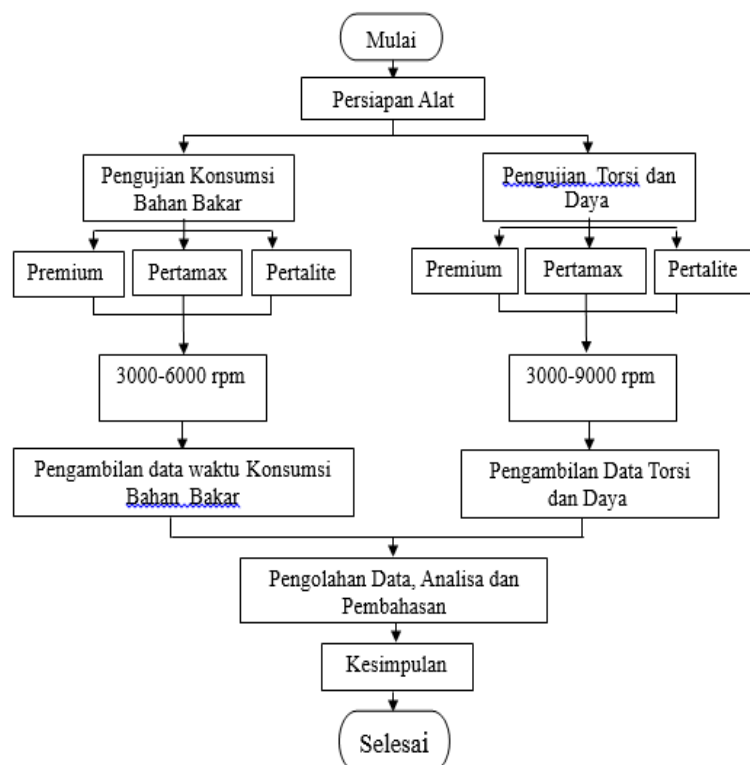 Mulai
Persiapan Alat
Pengujian Konsumsi
Bahan Bakar
Pengujian Torsi dan
Daya
Premium
Pertamax
Pertalite
Premium
Pertamax
Pertalite
3000-6000 rpm
3000-9000 rpm
Pengambilan data waktu Konsumsi
Bahan Bakar
Pengambilan Data Torsi
dan Daya
Pengolahan Data, Analisa dan
Pembahasan
Kesimpulan
Selesai